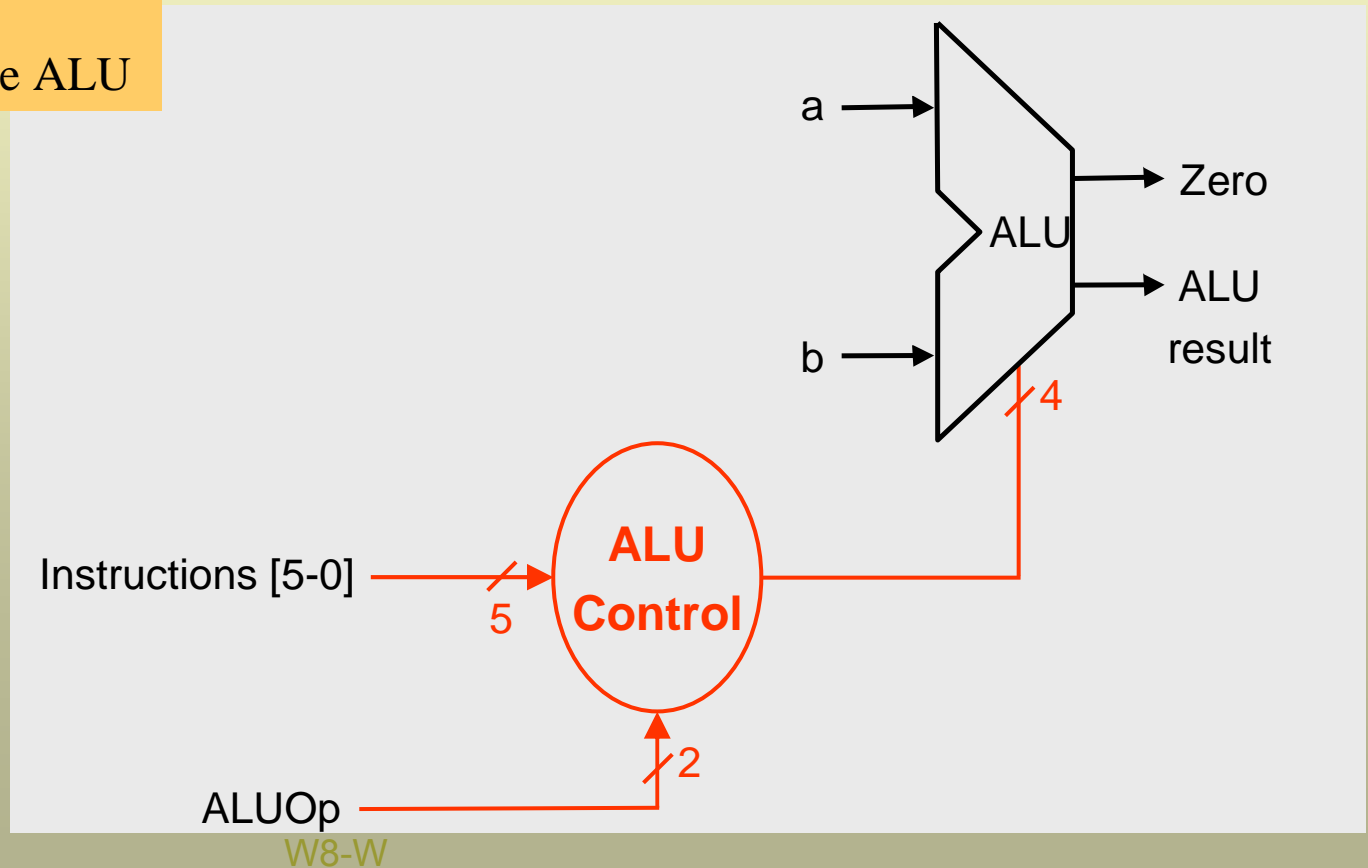 e ALU
a
Zero
ALU
ALU
result
b
4
ALU
Control
Instructions [5-0]
5
2
ALUOp
W8-W